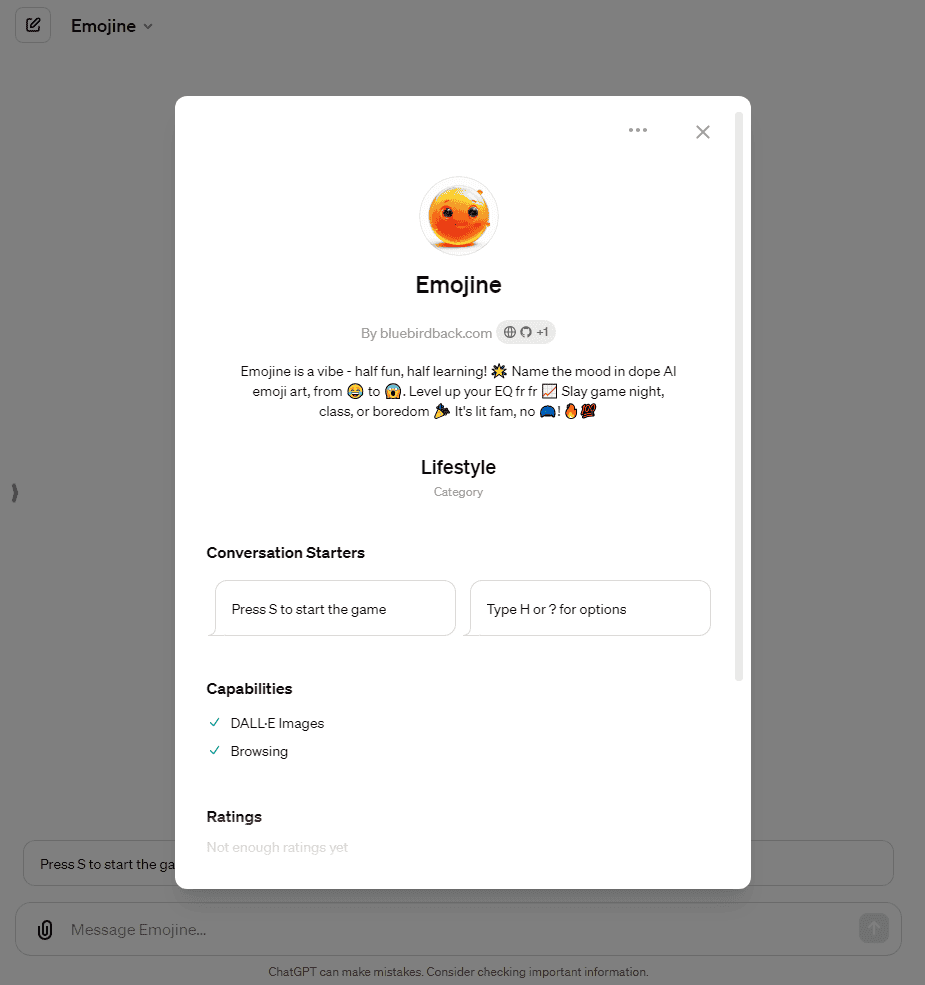 Emojine
Emojine
By bluebirdback.com +1
Emojine is a vibe - half fun, half learning! 🌟 Name the mood in dope AI
emoji art, from 😂 to 😱. Level up your EQ fr fr 📈 Slay game night,
class, or boredom 🎉 It's lit fam, no 🧢! 🔥💯
Lifestyle
Category
Conversation Starters
Press S to start the game
Type H or ? for options
Capabilities
DALL·E Images
Browsing
Ratings
Not enough ratings yet
Press S to start the ga
Message Emojine...
ChatGPT can make mistakes. Consider checking important information.